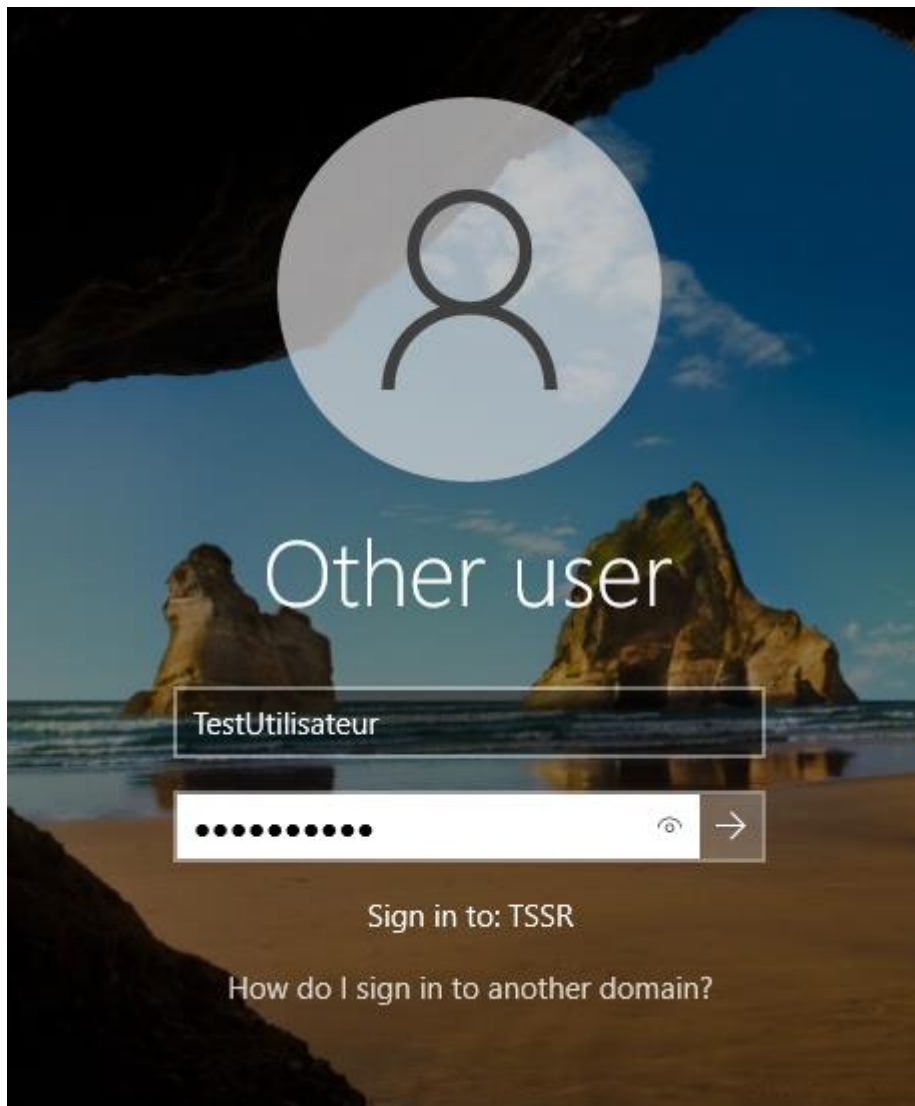 Other user
TestUtilisateur
●●●●●●●●●●
Sign in to: TSSR
How do I sign in to another domain?